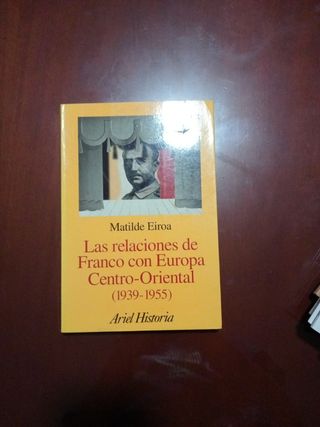 Matilde Eiroa
Las relaciones de
Franco con Europa
Centro-Oriental
(1939-1955)
Ariel Historia